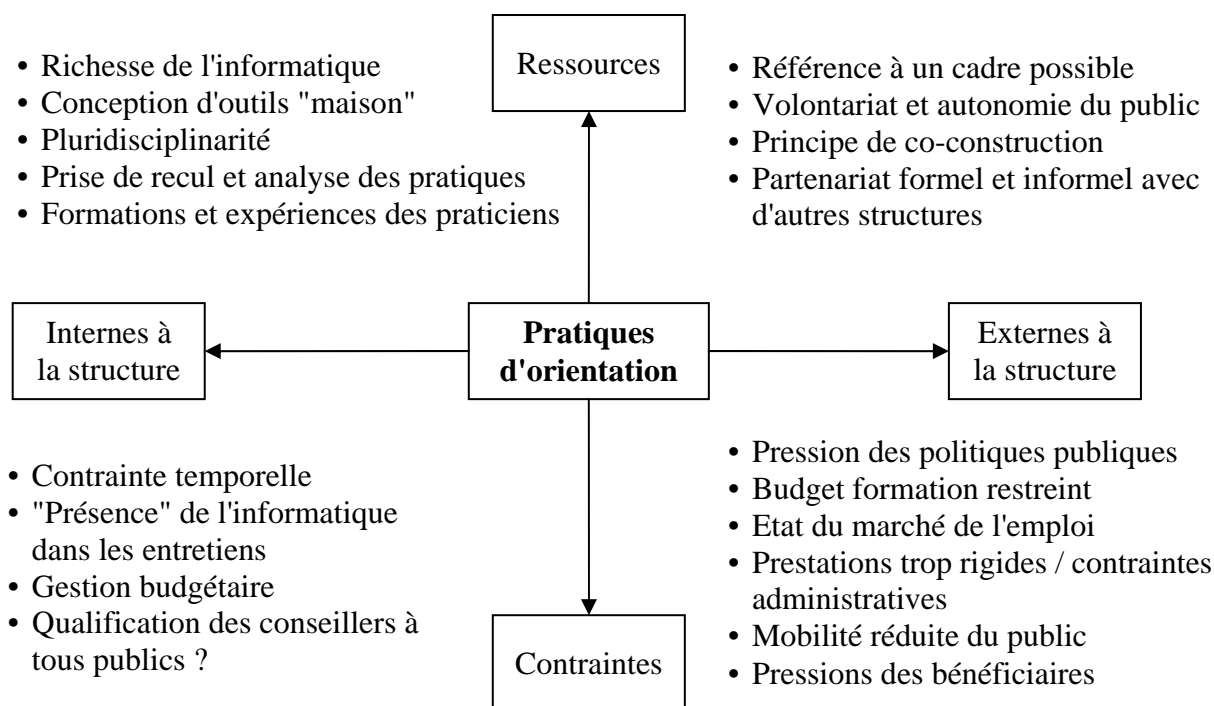 Ressources
• Richesse de l'informatique
• Conception d'outils "maison"
• Pluridisciplinarité
• Prise de recul et analyse des pratiques
• Formations et expériences des praticiens
• Référence à un cadre possible
• Volontariat et autonomie du public
• Principe de co-construction
• Partenariat formel et informel avec
d'autres structures
Internes à
la structure
Pratiques
d'orientation
Externes à
la structure
• Contrainte temporelle
• "Présence" de l'informatique
dans les entretiens
• Gestion budgétaire
• Qualification des conseillers à
tous publics ?
• Pression des politiques publiques
• Budget formation restreint
• Etat du marché de l'emploi
• Prestations trop rigides / contraintes
administratives
• Mobilité réduite du public
• Pressions des bénéficiaires
Contraintes